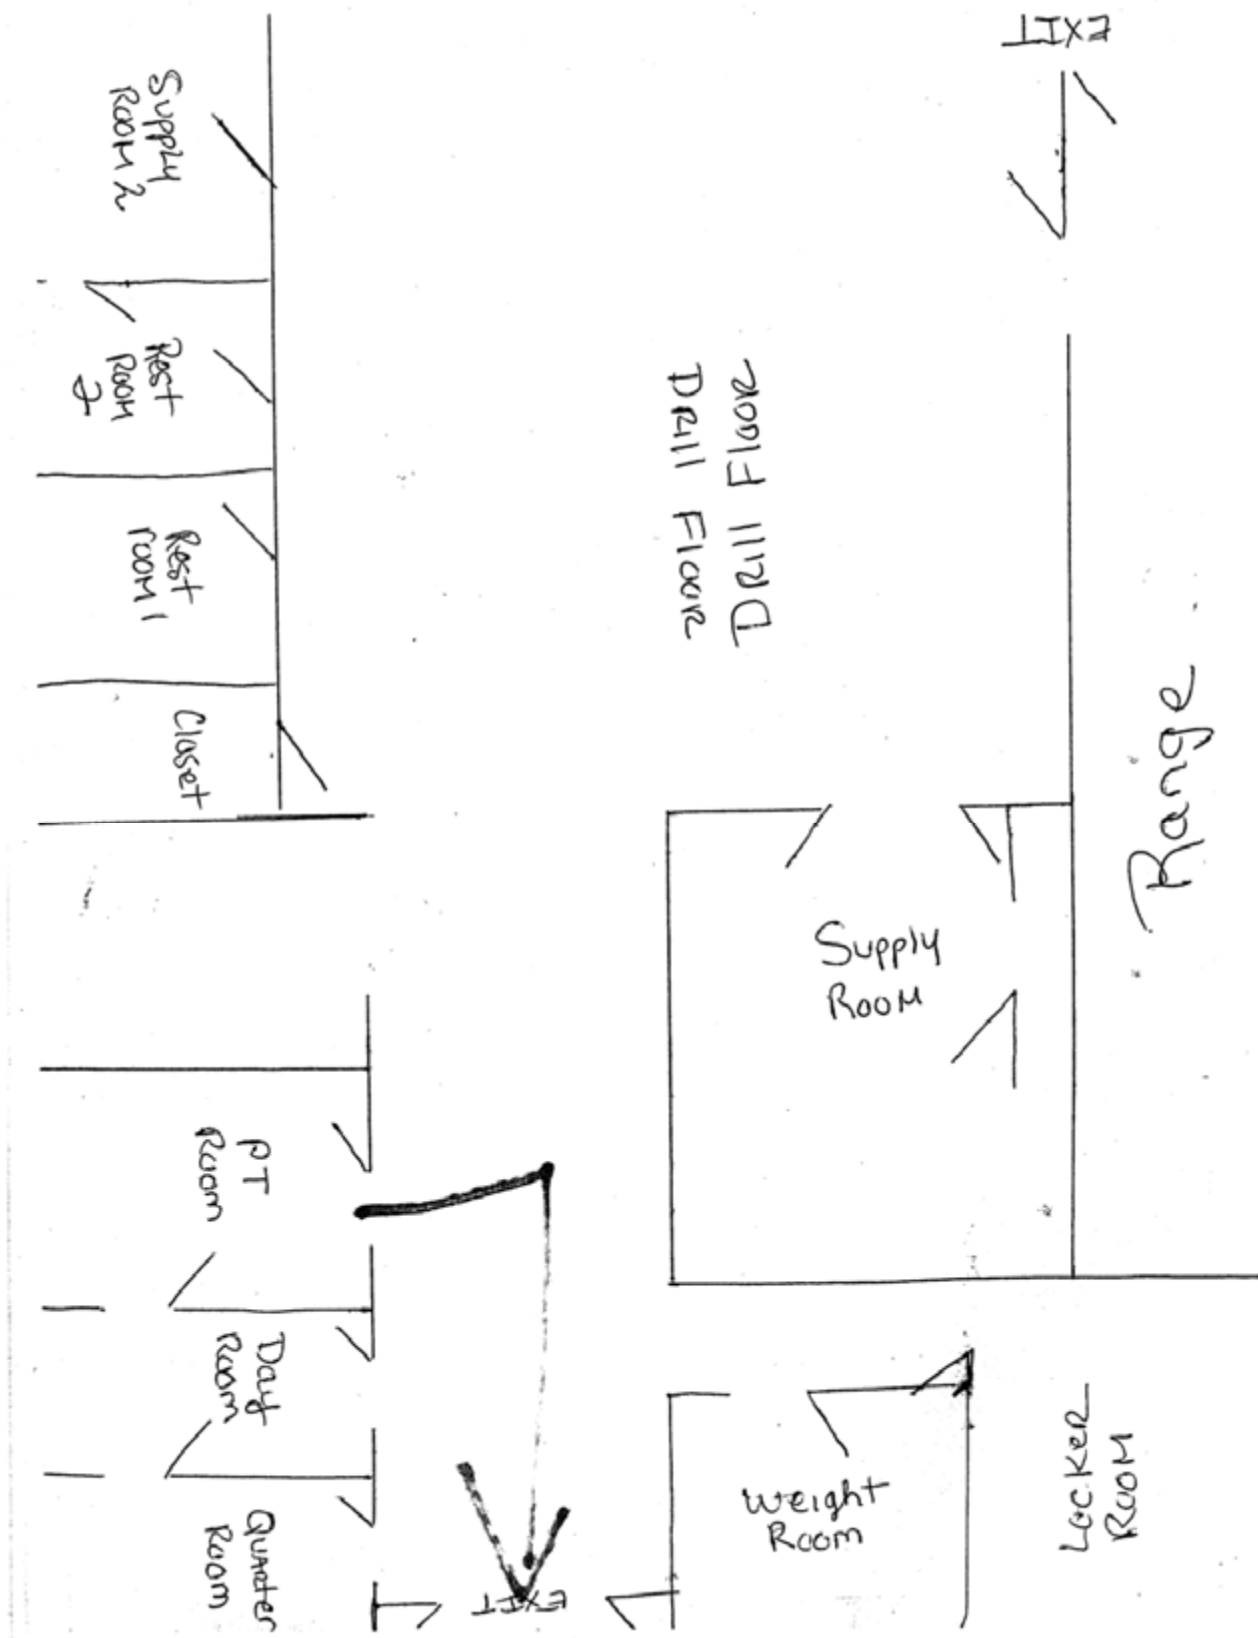 EXIT
Supply
ROOM 2
Rest
ROOM
2
DRill FlOOR
DRill FlOOR
Rest
rOOM 1
Range
Closet
Supply
ROOM
PT
Room
Day
Room
Weight
Room
Locker
ROOM
Quarter
Room
EXIT